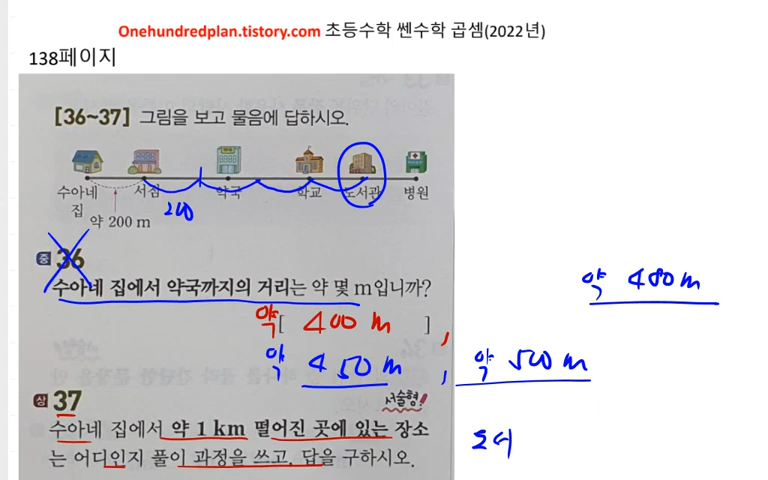 Onehundredplan.tistory.com 초등수학 쎈수학 곱셈(2022년)
138페이지
[36~37] 그림을 보고 물음에 답하시오.
수아네 집 서점 약국 학교 도서관 병원
약 200 m
200
중 36
수아네 집에서 약국까지의 거리는 약 몇 m입니까?
약 480 m
약[ 400 m ],
약 450 m, 약 500 m
상 37 서술형!
수아네 집에서 약 1 km 떨어진 곳에 있는 장소
는 어디인지 풀이 과정을 쓰고, 답을 구하시오.
도서